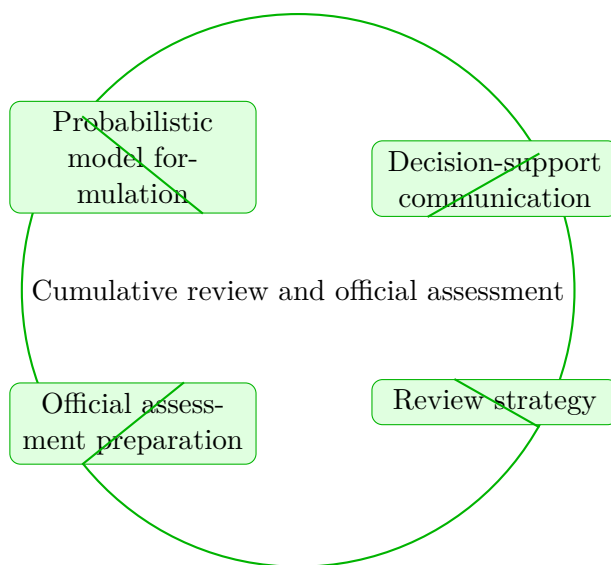 Probabilistic
model for-
mulation
Decision-support
communication
Cumulative review and official assessment
Official assess-
ment preparation
Review strategy